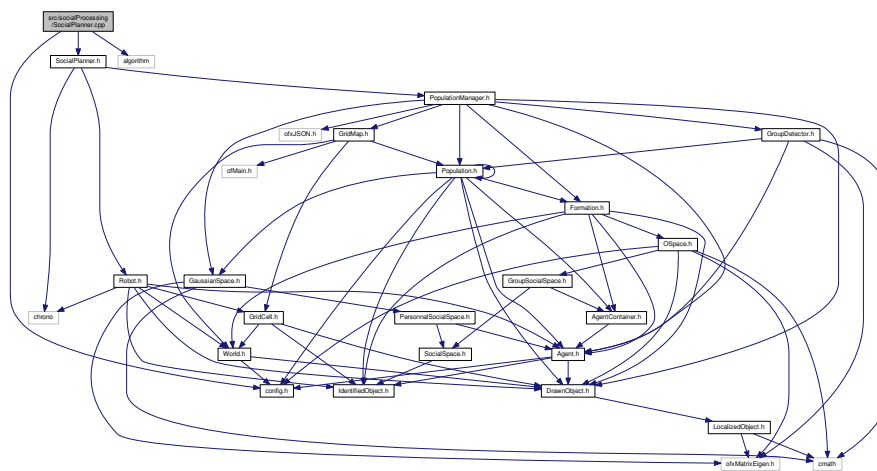 src/socialProcessing
/SocialPlanner.cpp
SocialPlanner.h
algorithm
PopulationManager.h
ofxJSON.h
GridMap.h
GroupDetector.h
ofMain.h
Population.h
Formation.h
OSpace.h
Robot.h
GaussianSpace.h
GroupSocialSpace.h
chrono
GridCell.h
PersonnalSocialSpace.h
AgentContainer.h
World.h
SocialSpace.h
Agent.h
config.h
IdentifiedObject.h
DrawnObject.h
LocalizedObject.h
ofxMatrixEigen.h
cmath